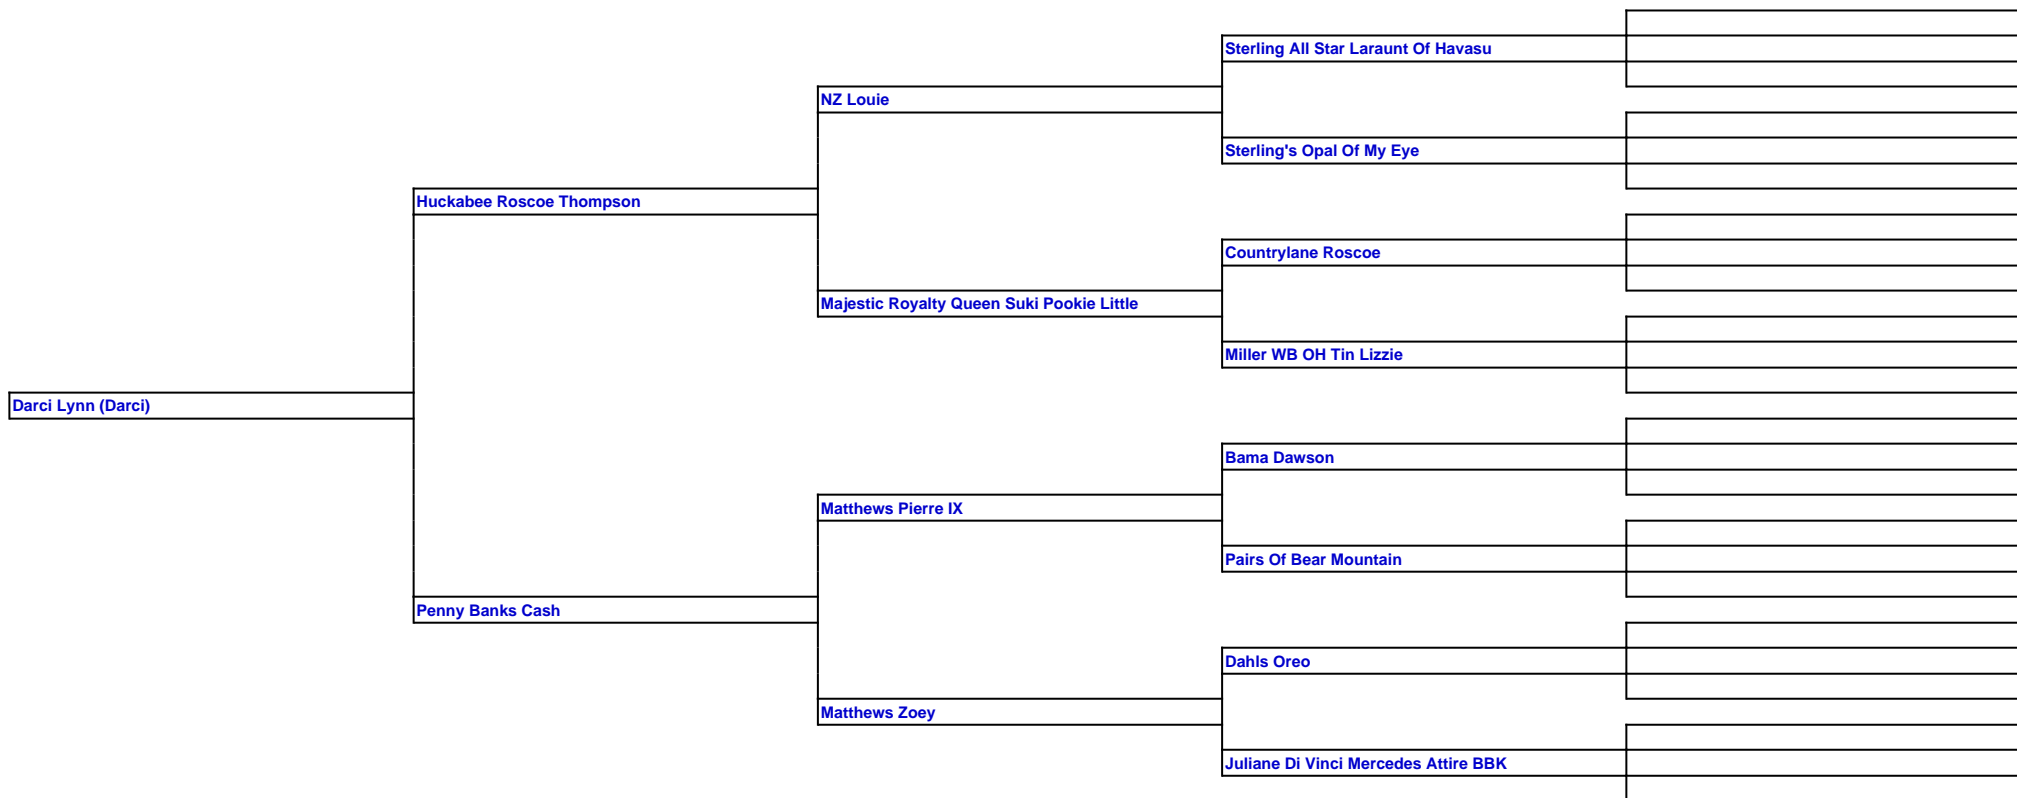 Sterling All Star Laraunt Of Havasu
NZ Louie
Sterling's Opal Of My Eye
Huckabee Roscoe Thompson
Countrylane Roscoe
Majestic Royalty Queen Suki Pookie Little
Miller WB OH Tin Lizzie
Darci Lynn (Darci)
Bama Dawson
Matthews Pierre IX
Pairs Of Bear Mountain
Penny Banks Cash
Dahls Oreo
Matthews Zoey
Juliane Di Vinci Mercedes Attire BBK